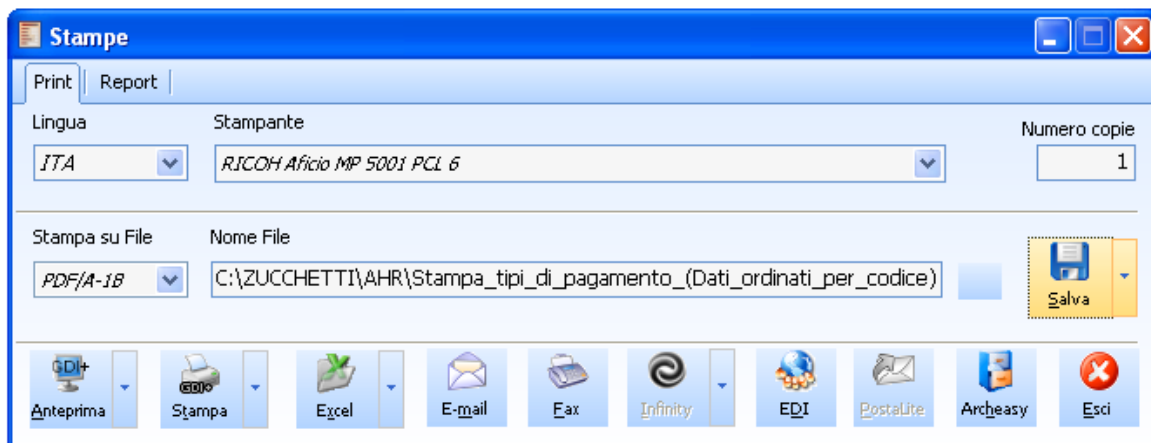 Stampe
Print Report
Lingua Stampante Numero copie
ITA RICOH Aficio MP 5001 PCL 6 1
Stampa su File Nome File
PDF/A-1B C:\ZUCCHETTI\AHR\Stampa_tipi_di_pagamento_(Dati_ordinati_per_codice)
Salva
GDI+ GDI+
Anteprima Stampa Excel E-mail Fax Infinity EDI PostaLite Archeasy Esci